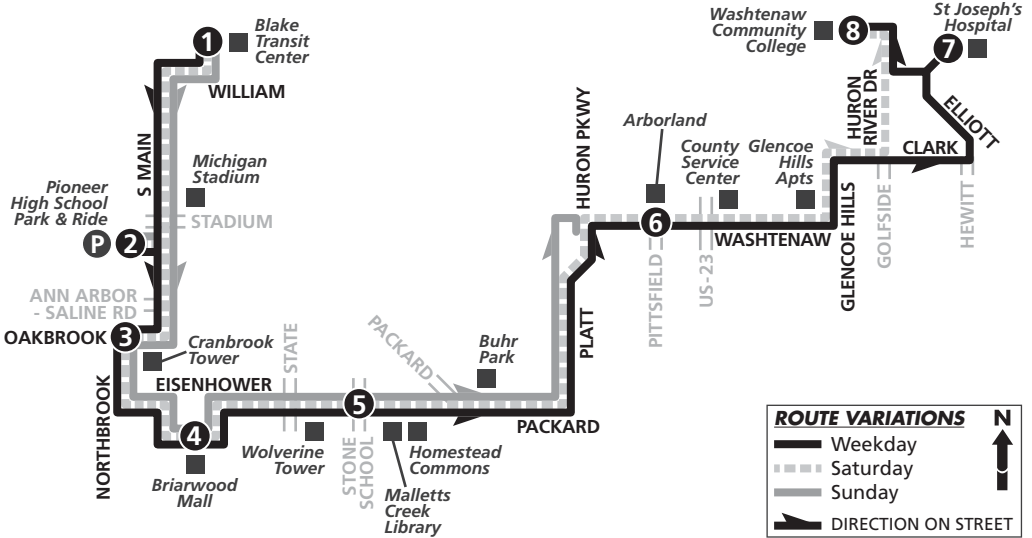 1
Blake
Transit
Center
WILLIAM
S MAIN
Michigan
Stadium
STADIUM
Pioneer
High School
Park & Ride
P
2
ANN ARBOR
- SALINE RD
OAKBROOK
3
Cranbrook
Tower
NORTHBROOK
EISENHOWER
4
Briarwood
Mall
STATE
Wolverine
Tower
5
STONE
SCHOOL
PACKARD
Homestead
Commons
Malletts
Creek
Library
Buhr
Park
PACKARD
PLATT
HURON PKWY
Arborland
6
PITTSFIELD
US-23
County
Service
Center
Glencoe
Hills
Apts
WASHTENAW
GLENCOE HILLS
GOLFSIDE
HEWITT
CLARK
ELLIOTT
HURON
RIVER DR
Washtenaw
Community
College
8
7
St Joseph's
Hospital
ROUTE VARIATIONS
Weekday
Saturday
Sunday
DIRECTION ON STREET
N